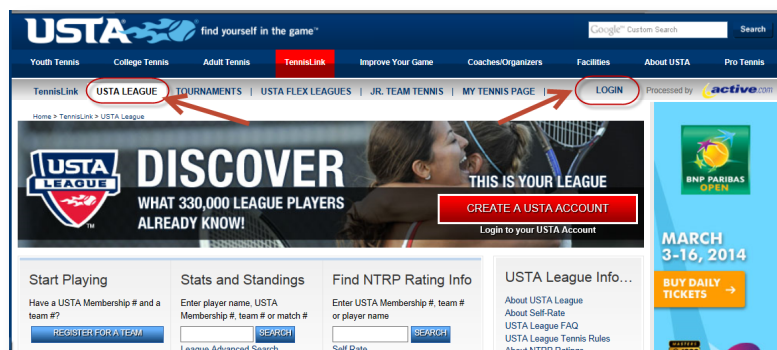 USTA find yourself in the game™
Google™ Custom Search Search
Youth Tennis College Tennis Adult Tennis TennisLink Improve Your Game Coaches/Organizers Facilities About USTA Pro Tennis
TennisLink USTA LEAGUE TOURNAMENTS | USTA FLEX LEAGUES | JR. TEAM TENNIS | MY TENNIS PAGE | LOGIN Processed by active.com
Home > TennisLink > USTA League
USTA
LEAGUE
TM
DISCOVER
WHAT 330,000 LEAGUE PLAYERS
ALREADY KNOW!
THIS IS YOUR LEAGUE
CREATE A USTA ACCOUNT
Login to your USTA Account
BNP PARIBAS
OPEN
MARCH
3-16, 2014
BUY DAILY
TICKETS →
Start Playing
Have a USTA Membership # and a
team #?
REGISTER FOR A TEAM
Stats and Standings
Enter player name, USTA
Membership #, team # or match #
SEARCH
League Advanced Search
Find NTRP Rating Info
Enter USTA Membership #, team #
or player name
SEARCH
Self Rate
USTA League Info...
About USTA League
About Self-Rate
USTA League FAQ
USTA League Tennis Rules
About NTRP Ratings
MASTERS